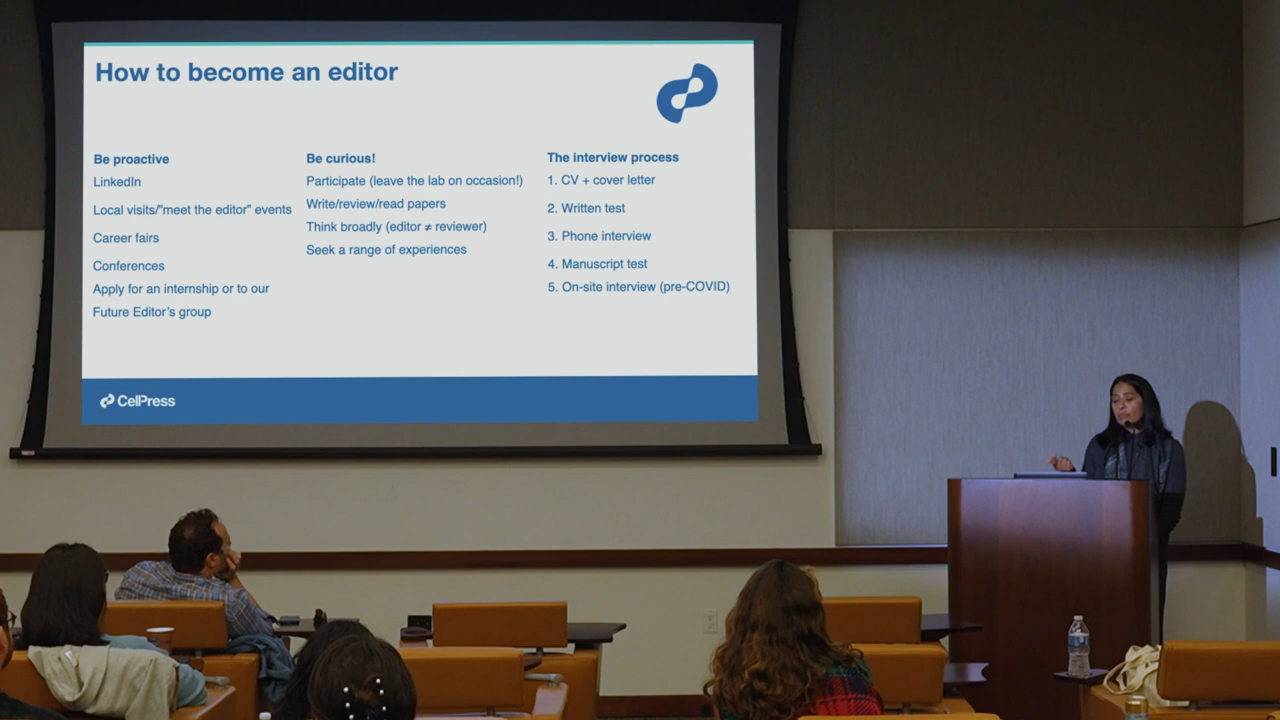 How to become an editor
Be proactive
LinkedIn
Local visits/"meet the editor" events
Career fairs
Conferences
Apply for an internship or to our
Future Editor's group
Be curious!
Participate (leave the lab on occasion!)
Write/review/read papers
Think broadly (editor ≠ reviewer)
Seek a range of experiences
The interview process
1. CV + cover letter
2. Written test
3. Phone interview
4. Manuscript test
5. On-site interview (pre-COVID)
CellPress